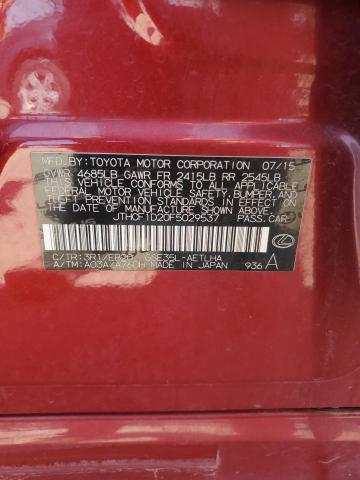 MFD. BY: TOYOTA MOTOR CORPORATION 07/15
GVWR 4685LB GAWR FR 2415LB RR 2545LB
THIS VEHICLE CONFORMS TO ALL APPLICABLE
FEDERAL MOTOR VEHICLE SAFETY, BUMPER, AND
THEFT PREVENTION STANDARDS IN EFFECT ON
THE DATE OF MANUFACTURE SHOWN ABOVE.
JTHCF1D20F5029537 PASS. CAR
C/TR: 3R1/EB20 GSE35L-AETLHA
A/TM: A03A/A760H MADE IN JAPAN 936 A